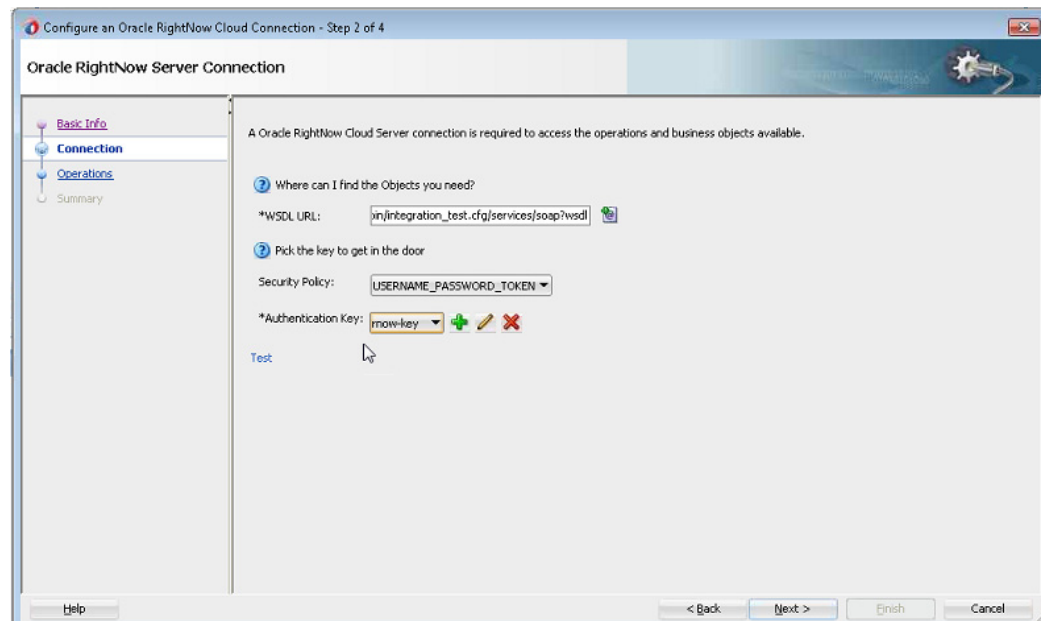 Configure an Oracle RightNow Cloud Connection - Step 2 of 4
Oracle RightNow Server Connection
Basic Info
Connection
Operations
Summary
A Oracle RightNow Cloud Server connection is required to access the operations and business objects available.
Where can I find the Objects you need?
*WSDL URL: in/integration_test.cfg/services/soap?wsdl
Pick the key to get in the door
Security Policy: USERNAME_PASSWORD_TOKEN
*Authentication Key: rnow-key
Test
Help < Back Next > Finish Cancel